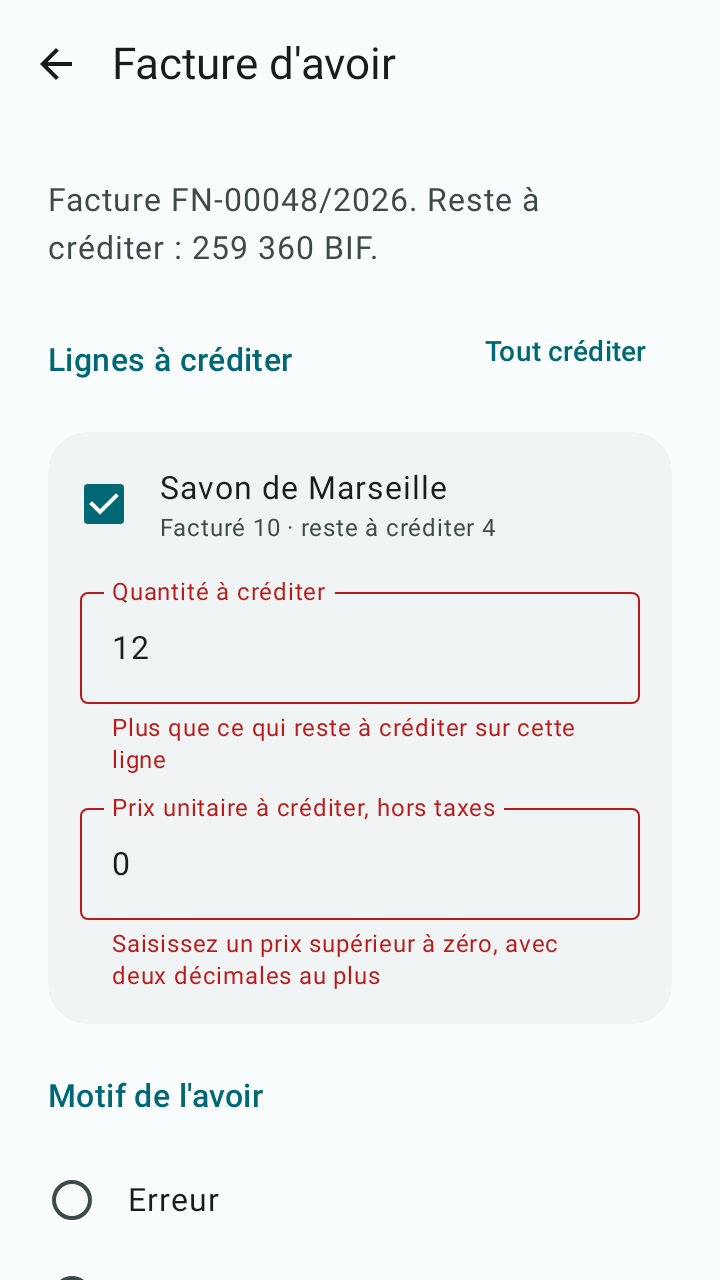 Facture d'avoir
Facture FN-00048/2026. Reste à
créditer : 259 360 BIF.
Lignes à créditer
Tout créditer
Savon de Marseille
Facturé 10 · reste à créditer 4
Quantité à créditer
12
Plus que ce qui reste à créditer sur cette
ligne
Prix unitaire à créditer, hors taxes
0
Saisissez un prix supérieur à zéro, avec
deux décimales au plus
Motif de l'avoir
Erreur